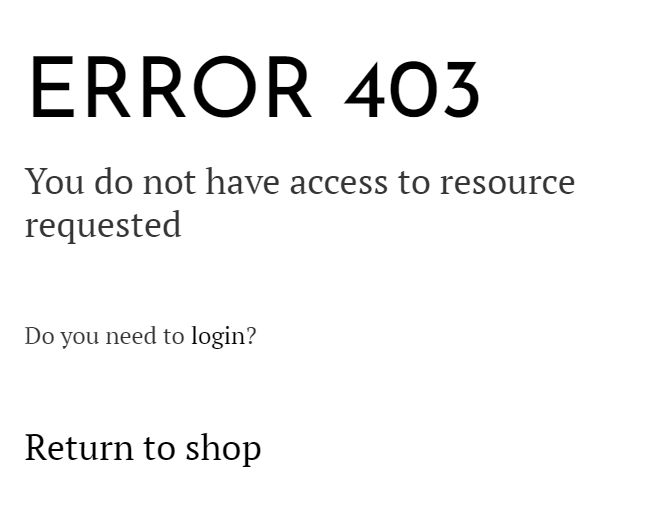 ERROR 403
You do not have access to resource
requested
Do you need to login?
Return to shop